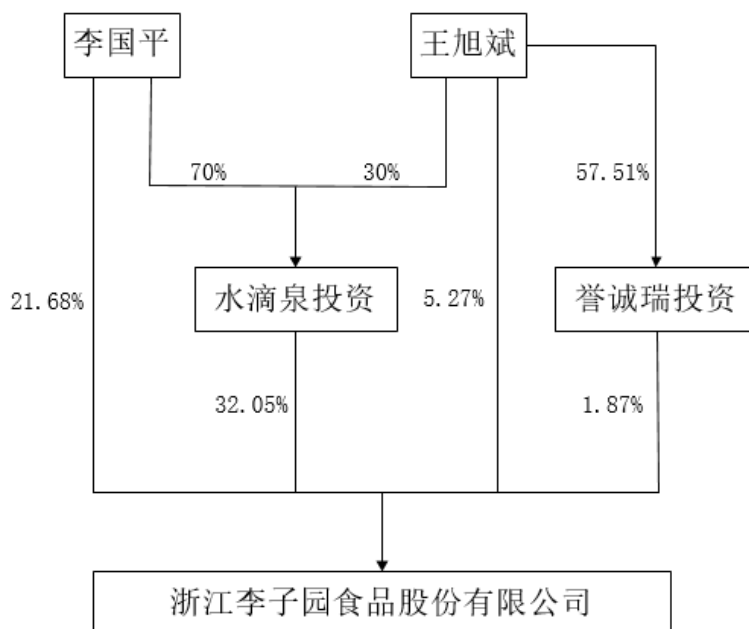 李国平
王旭斌
70%
30%
57.51%
21.68%
水滴泉投资
5.27%
誉诚瑞投资
32.05%
1.87%
浙江李子园食品股份有限公司